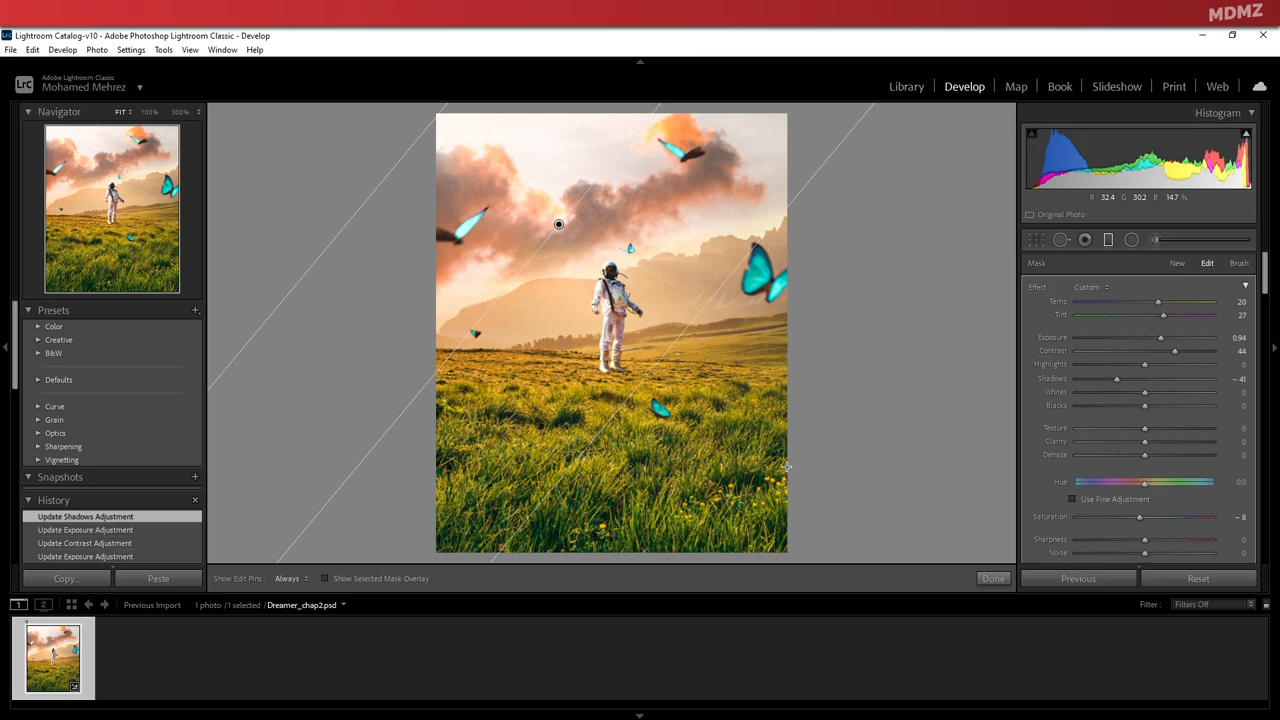 MDMZ
Lrc Lightroom Catalog-v10 - Adobe Photoshop Lightroom Classic - Develop
File Edit Develop Photo Settings Tools View Window Help
Lrc Adobe Lightroom Classic
Mohamed Mehrez
Library Develop Map Book Slideshow Print Web
Navigator FIT 100% 300%
Presets
Color
Creative
B&W
Defaults
Curve
Grain
Optics
Sharpening
Vignetting
Snapshots
History
Update Shadows Adjustment
Update Exposure Adjustment
Update Contrast Adjustment
Update Exposure Adjustment
Copy... Paste
Show Edit Pins : Always Show Selected Mask Overlay Done
Histogram
R 32.4 G 30.2 B 14.7 %
Original Photo
Mask : New Edit Brush
Effect : Custom
Temp 20
Tint 27
Exposure 0.94
Contrast 44
Highlights 0
Shadows – 41
Whites 0
Blacks 0
Texture 0
Clarity 0
Dehaze 0
Hue 0.0
Use Fine Adjustment
Saturation – 8
Sharpness 0
Noise 0
Previous Reset
1 2 Previous Import 1 photo / 1 selected / Dreamer_chap2.psd Filter : Filters Off